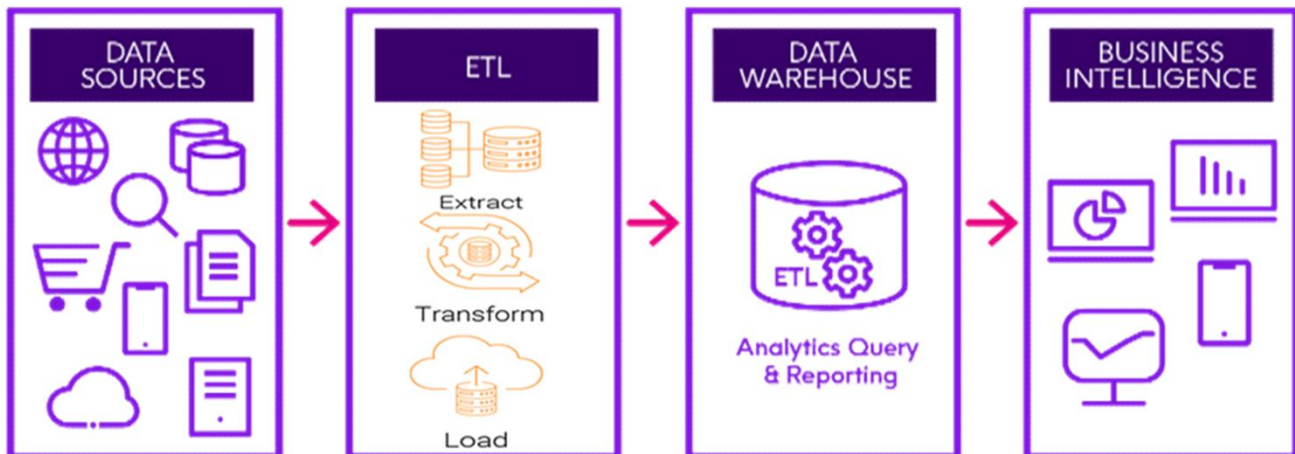 DATA
SOURCES
ETL
Extract
Transform
Load
DATA
WAREHOUSE
ETL
Analytics Query
& Reporting
BUSINESS
INTELLIGENCE